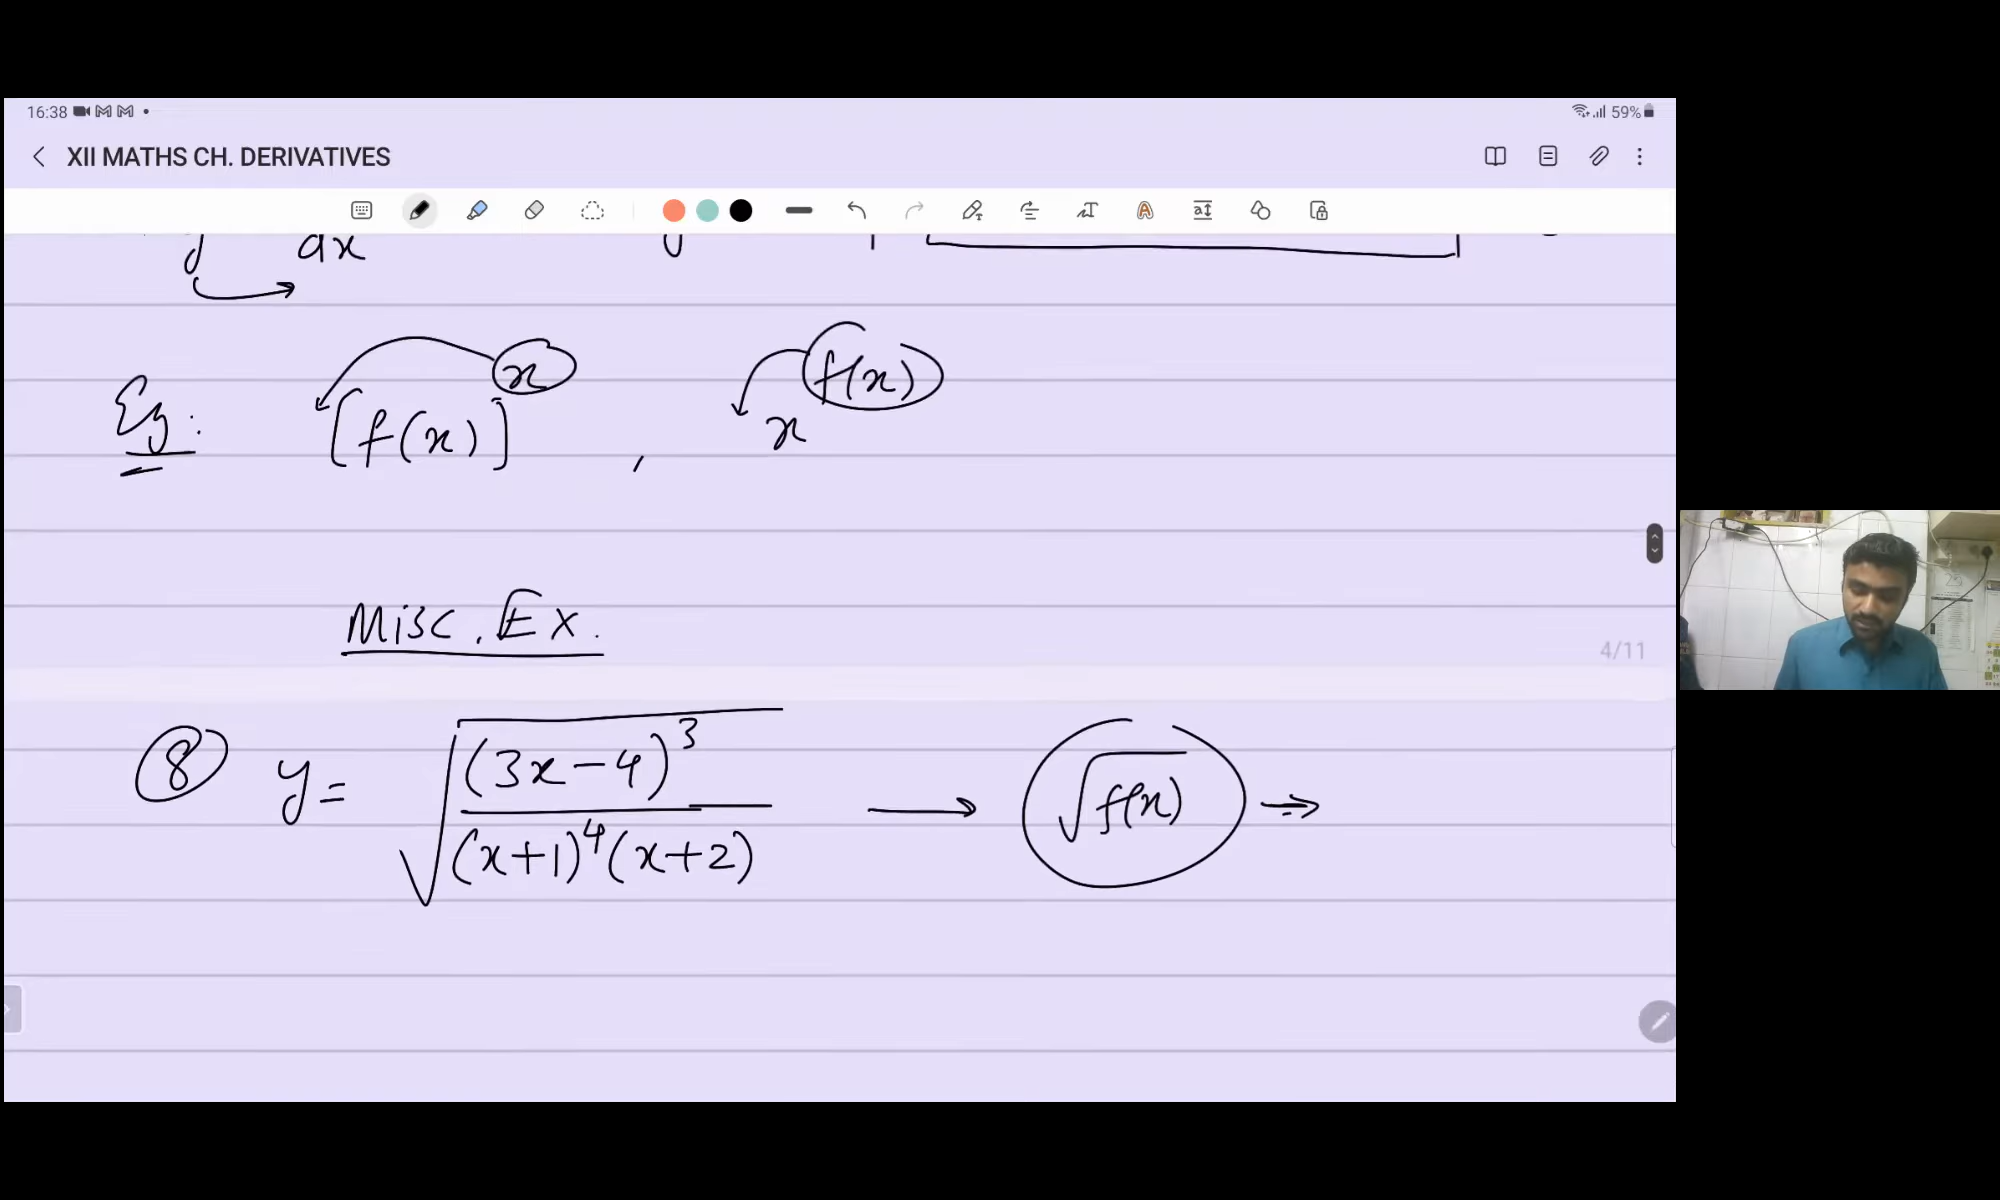 16:38
59%
XII MATHS CH. DERIVATIVES
dx
Eg: [f(x)]^x , x^f(x)
Misc. Ex.
4/11
⑧ y = √((3x-4)^3 / (x+1)^4(x+2)) → √f(x) →